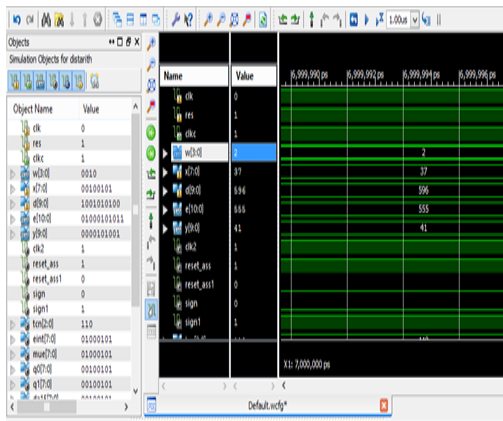 1.00us
Objects
Simulation Objects for distarith
Object Name Value
clk 0
res 1
clkc 1
w[3:0] 0010
x[7:0] 00100101
d[9:0] 1001010100
e[10:0] 01000101011
y[9:0] 0000101001
clk2 1
reset_ass 1
reset_ass1 0
sign 0
sign1 1
tcn[2:0] 110
eint[7:0] 01000101
mue[7:0] 01000101
q0[7:0] 00100101
q1[7:0] 00100101
Name Value
6,999,990 ps 6,999,992 ps 6,999,994 ps 6,999,996 ps
clk 0
res 1
clkc 1
w[3:0] 2 2
x[7:0] 37 37
d[9:0] 596 596
e[10:0] 555 555
y[9:0] 41 41
clk2 1
reset_ass 1
reset_ass1 0
sign 0
sign1 1
X1: 7,000,000 ps
Default.wcfg*